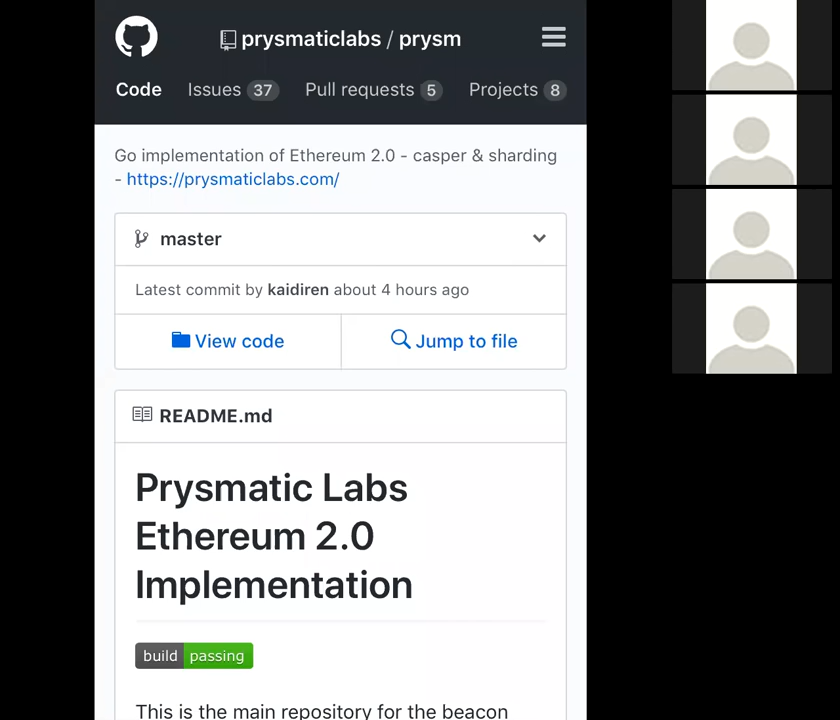 prysmaticlabs / prysm
Code Issues 37 Pull requests 5 Projects 8
Go implementation of Ethereum 2.0 - casper & sharding
- https://prysmaticlabs.com/
master
Latest commit by kaidiren about 4 hours ago
View code Jump to file
README.md
Prysmatic Labs
Ethereum 2.0
Implementation
build passing
This is the main repository for the beacon